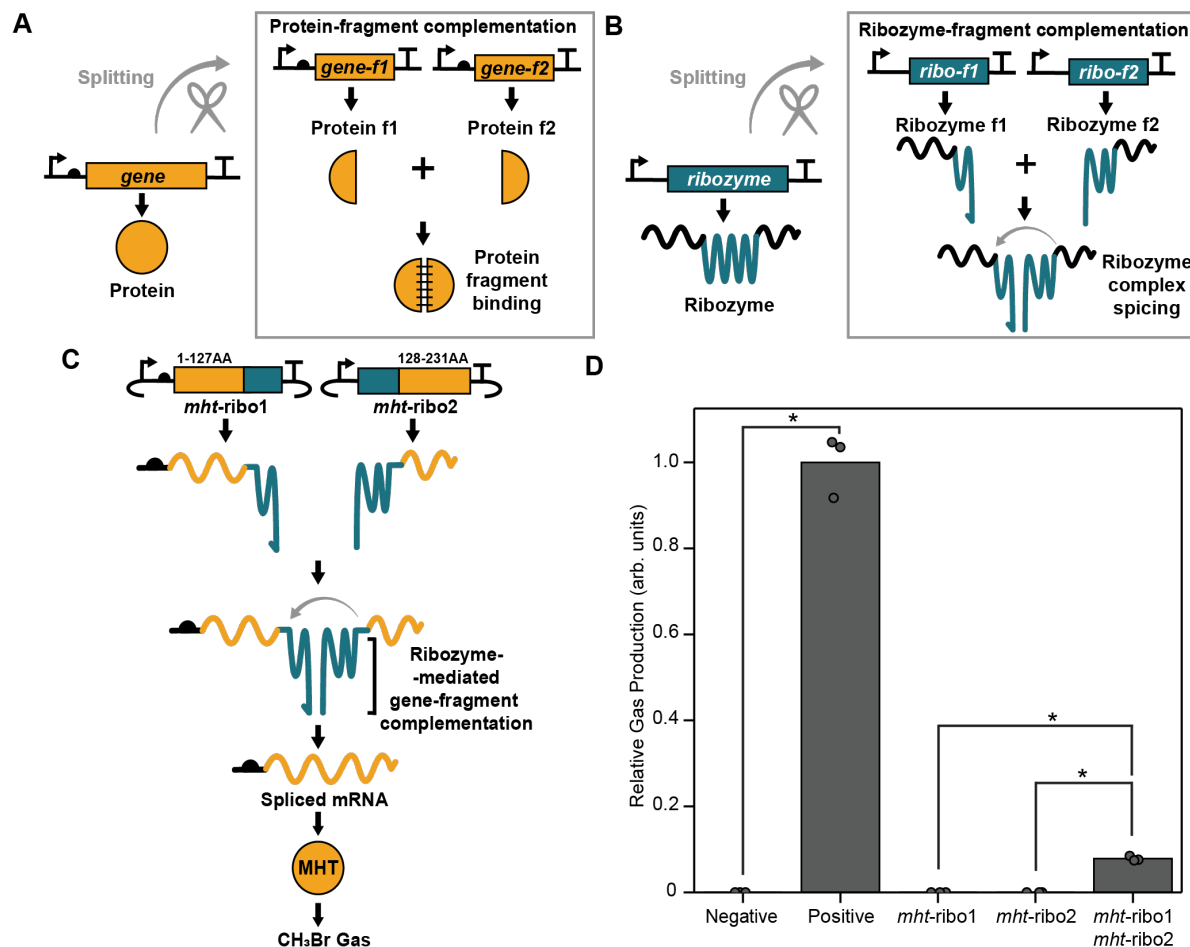 A
Splitting
gene
Protein
Protein-fragment complementation
gene-f1
gene-f2
Protein f1
Protein f2
+
Protein
fragment
binding
B
Splitting
ribozyme
Ribozyme
Ribozyme-fragment complementation
ribo-f1
ribo-f2
Ribozyme f1
Ribozyme f2
+
Ribozyme
complex
spicing
C
1-127AA
128-231AA
mht-ribo1
mht-ribo2
Ribozyme-
-mediated
gene-fragment
complementation
Spliced mRNA
MHT
CH₃Br Gas
D
Relative Gas Production (arb. units)
1.0
0.8
0.6
0.4
0.2
0
*
*
*
Negative
Positive
mht-ribo1
mht-ribo2
mht-ribo1
mht-ribo2